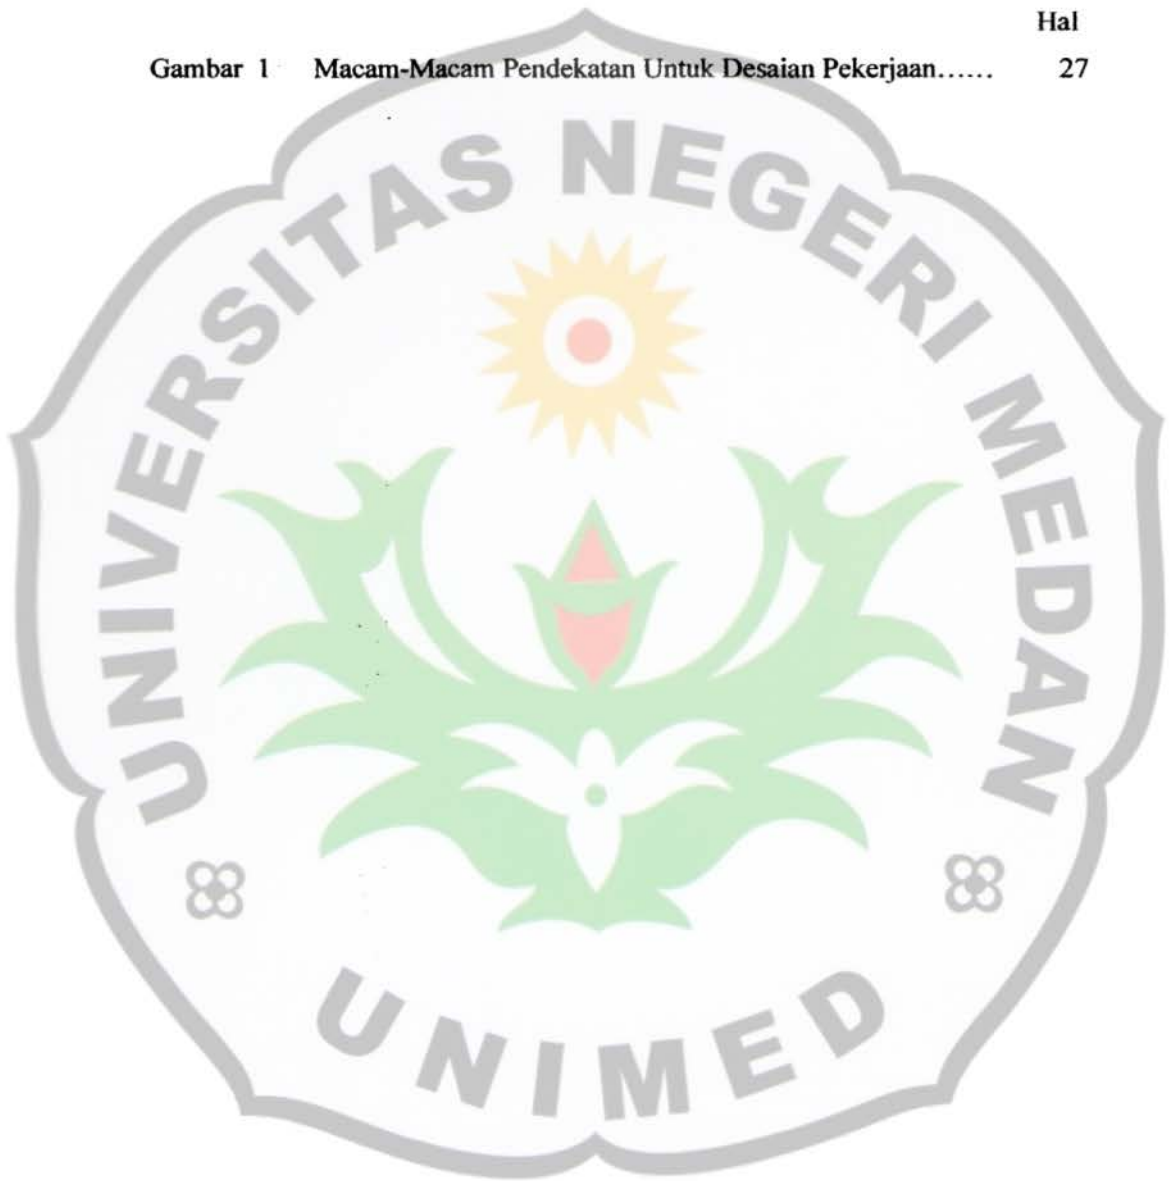 Hal
Gambar 1 Macam-Macam Pendekatan Untuk Desaian Pekerjaan...... 27
UNIVERSITAS NEGERI MEDAN
UNIMED